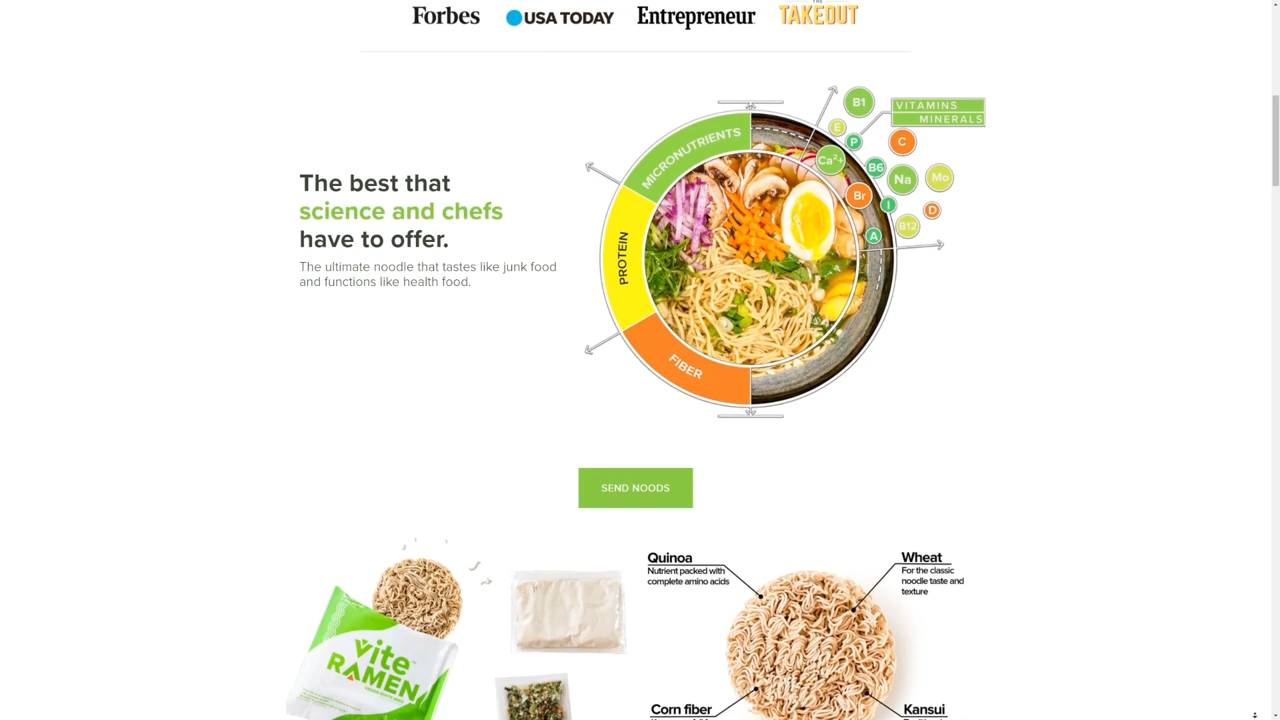 THE
Forbes
USA TODAY
Entrepreneur
TAKEOUT
The best that
science and chefs
have to offer.
The ultimate noodle that tastes like junk food
and functions like health food.
MICRONUTRIENTS
PROTEIN
FIBER
VITAMINS
MINERALS
B1
E
P
C
Ca²⁺
B6
Na
Mo
Br
I
D
B12
A
SEND NOODS
vite
RAMEN
Quinoa
Nutrient packed with
complete amino acids
Wheat
For the classic
noodle taste and
texture
Corn fiber
Kansui